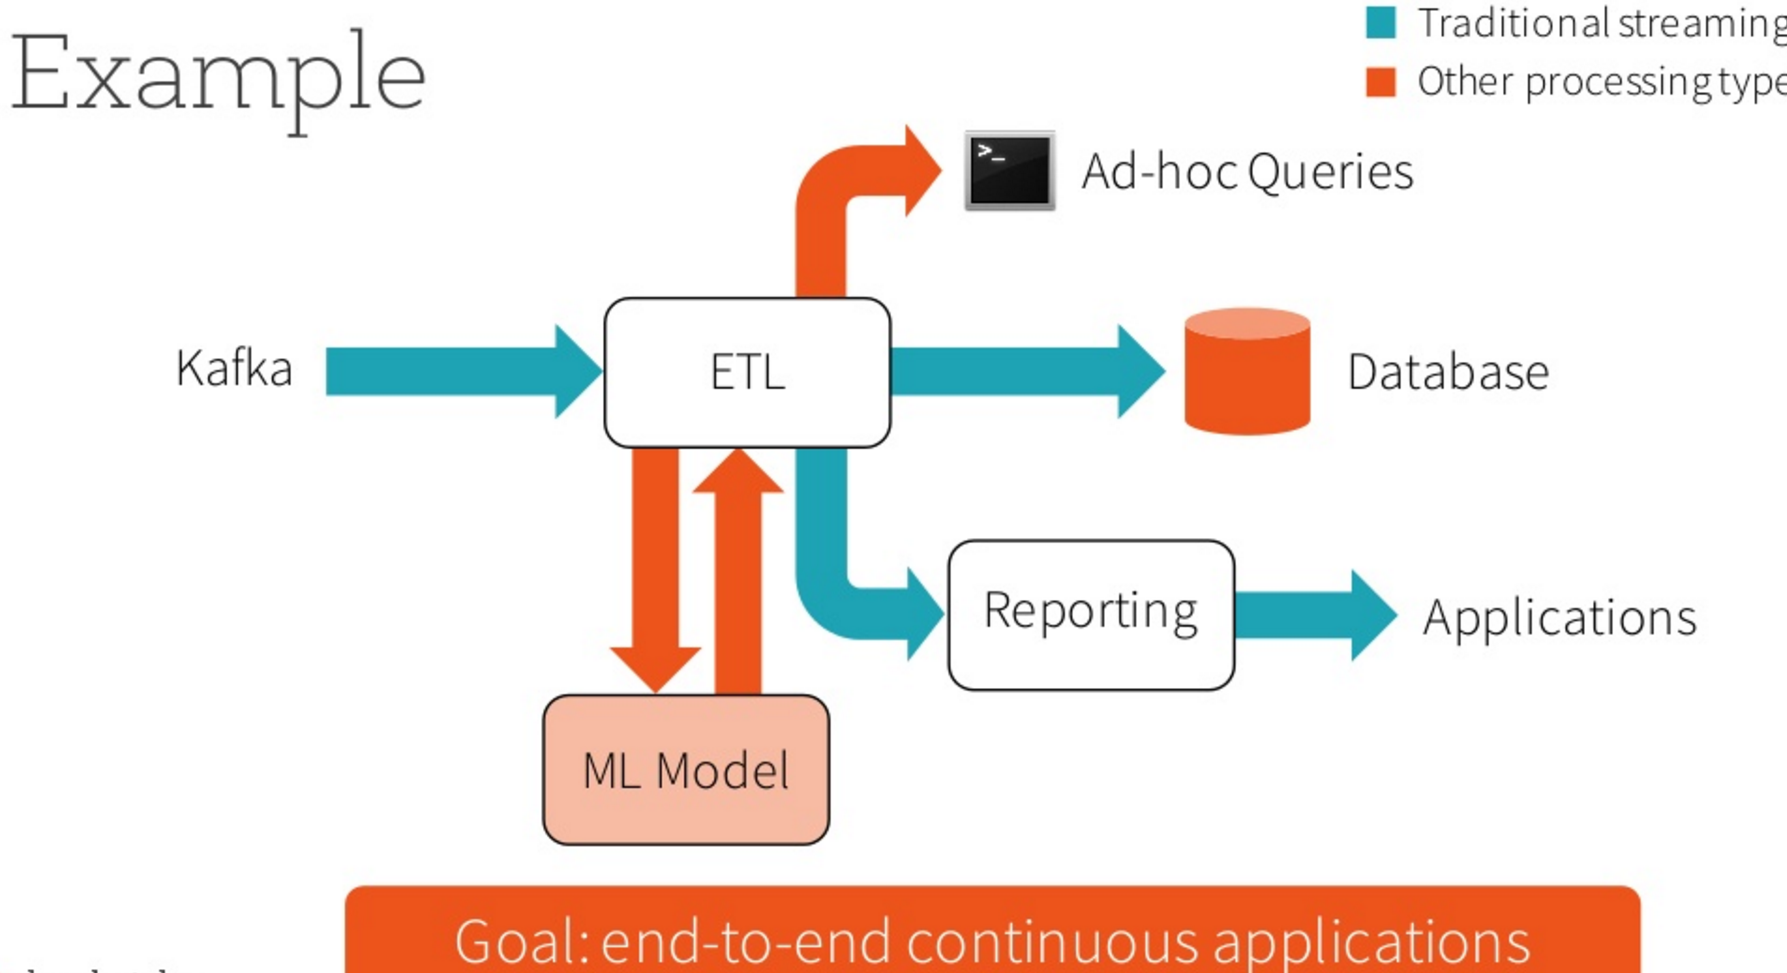 Example
Traditional streaming
Other processing type
>_
Ad-hoc Queries
Kafka
ETL
Database
Reporting
Applications
ML Model
Goal: end-to-end continuous applications